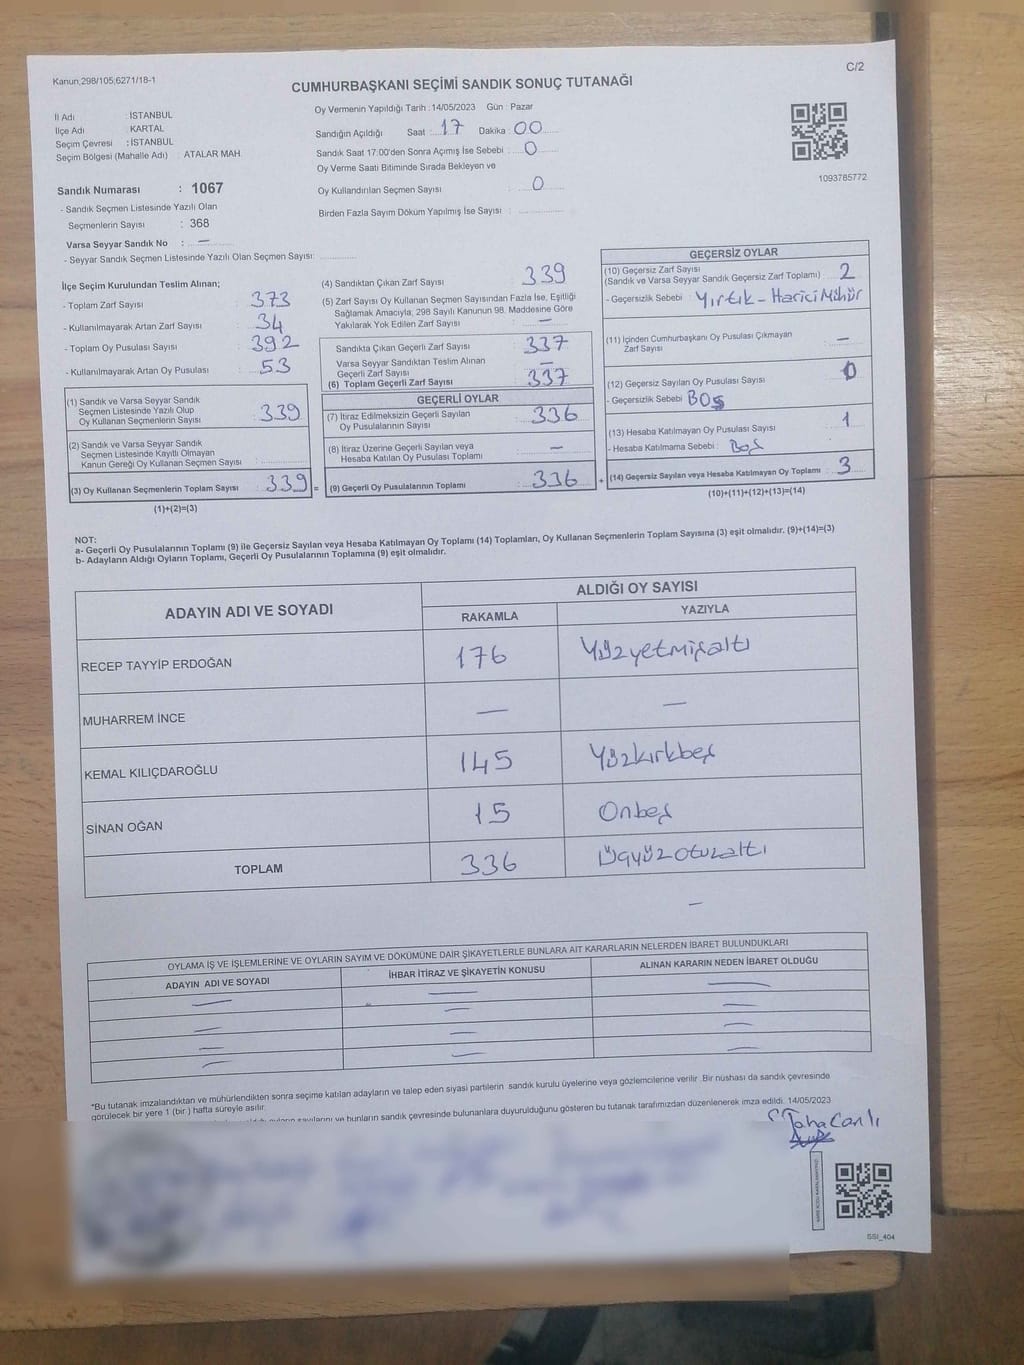 Kanun,298/105;6271/18-1
C/2
CUMHURBAŞKANI SEÇİMİ SANDIK SONUÇ TUTANAĞI
İl Adı : İSTANBUL
İlçe Adı : KARTAL
Seçim Çevresi : İSTANBUL
Seçim Bölgesi (Mahalle Adı) : ATALAR MAH.
Sandık Numarası : 1067
- Sandık Seçmen Listesinde Yazılı Olan
Seçmenlerin Sayısı : 368
Varsa Seyyar Sandık No : —
- Seyyar Sandık Seçmen Listesinde Yazılı Olan Seçmen Sayısı:
Oy Vermenin Yapıldığı Tarih : 14/05/2023 Gün : Pazar
Sandığın Açıldığı Saat : 17 Dakika : 00
Sandık Saat 17:00'den Sonra Açımış İse Sebebi : 0
Oy Verme Saati Bitiminde Sırada Bekleyen ve
Oy Kullandırılan Seçmen Sayısı : 0
Birden Fazla Sayım Döküm Yapılmış İse Sayısı :
1093785772
İlçe Seçim Kurulundan Teslim Alınan;
- Toplam Zarf Sayısı : 373
- Kullanılmayarak Artan Zarf Sayısı : 34
- Toplam Oy Pusulası Sayısı : 392
- Kullanılmayarak Artan Oy Pusulası : 53
(1) Sandık ve Varsa Seyyar Sandık
Seçmen Listesinde Yazılı Olup
Oy Kullanan Seçmenlerin Sayısı : 339
(2) Sandık ve Varsa Seyyar Sandık
Seçmen Listesinde Kayıtlı Olmayan
Kanun Gereği Oy Kullanan Seçmen Sayısı :
(3) Oy Kullanan Seçmenlerin Toplam Sayısı : 339 =
(1)+(2)=(3)
(4) Sandıktan Çıkan Zarf Sayısı : 339
(5) Zarf Sayısı Oy Kullanan Seçmen Sayısından Fazla İse, Eşitliği
Sağlamak Amacıyla; 298 Sayılı Kanunun 98. Maddesine Göre
Yakılarak Yok Edilen Zarf Sayısı : —
Sandıkta Çıkan Geçerli Zarf Sayısı : 337
Varsa Seyyar Sandıktan Teslim Alınan
Geçerli Zarf Sayısı : —
(6) Toplam Geçerli Zarf Sayısı : 337
GEÇERLİ OYLAR
(7) İtiraz Edilmeksizin Geçerli Sayılan
Oy Pusulalarının Sayısı : 336
(8) İtiraz Üzerine Geçerli Sayılan veya
Hesaba Katılan Oy Pusulası Toplamı : —
(9) Geçerli Oy Pusulalarının Toplamı : 336 +
GEÇERSİZ OYLAR
(10) Geçersiz Zarf Sayısı
(Sandık ve Varsa Seyyar Sandık Geçersiz Zarf Toplamı) : 2
- Geçersizlik Sebebi : Yırtık - Harici Mühür
(11) İçinden Cumhurbaşkanı Oy Pusulası Çıkmayan
Zarf Sayısı : —
(12) Geçersiz Sayılan Oy Pusulası Sayısı : 0
- Geçersizlik Sebebi : Boş
(13) Hesaba Katılmayan Oy Pusulası Sayısı : 1
- Hesaba Katılmama Sebebi : Boş
(14) Geçersiz Sayılan veya Hesaba Katılmayan Oy Toplamı : 3
(10)+(11)+(12)+(13)=(14)
NOT:
a- Geçerli Oy Pusulalarının Toplamı (9) ile Geçersiz Sayılan veya Hesaba Katılmayan Oy Toplamı (14) Toplamları, Oy Kullanan Seçmenlerin Toplam Sayısına (3) eşit olmalıdır. (9)+(14)=(3)
b- Adayların Aldığı Oyların Toplamı, Geçerli Oy Pusulalarının Toplamına (9) eşit olmalıdır.
ADAYIN ADI VE SOYADI
ALDIĞI OY SAYISI
RAKAMLA YAZIYLA
RECEP TAYYİP ERDOĞAN 176 Yüzyetmişaltı
MUHARREM İNCE — —
KEMAL KILIÇDAROĞLU 145 Yüzkırkbeş
SİNAN OĞAN 15 Onbeş
TOPLAM 336 Üçyüzotuzaltı
OYLAMA İŞ VE İŞLEMLERİNE VE OYLARIN SAYIM VE DÖKÜMÜNE DAİR ŞİKAYETLERLE BUNLARA AİT KARARLARIN NELERDEN İBARET BULUNDUKLARI
ADAYIN ADI VE SOYADI İHBAR İTİRAZ VE ŞİKAYETİN KONUSU ALINAN KARARIN NEDEN İBARET OLDUĞU
*Bu tutanak imzalandıktan ve mühürlendikten sonra seçime katılan adayların ve talep eden siyasi partilerin sandık kurulu üyelerine veya gözlemcilerine verilir .Bir nüshası da sandık çevresinde
görülecek bir yere 1 (bir ) hafta süreyle asılır.
oyların sayılarını ve bunların sandık çevresinde bulunanlara duyurulduğunu gösteren bu tutanak tarafımızdan düzenlenerek imza edildi. 14/05/2023
Taha Canlı
SSI_404